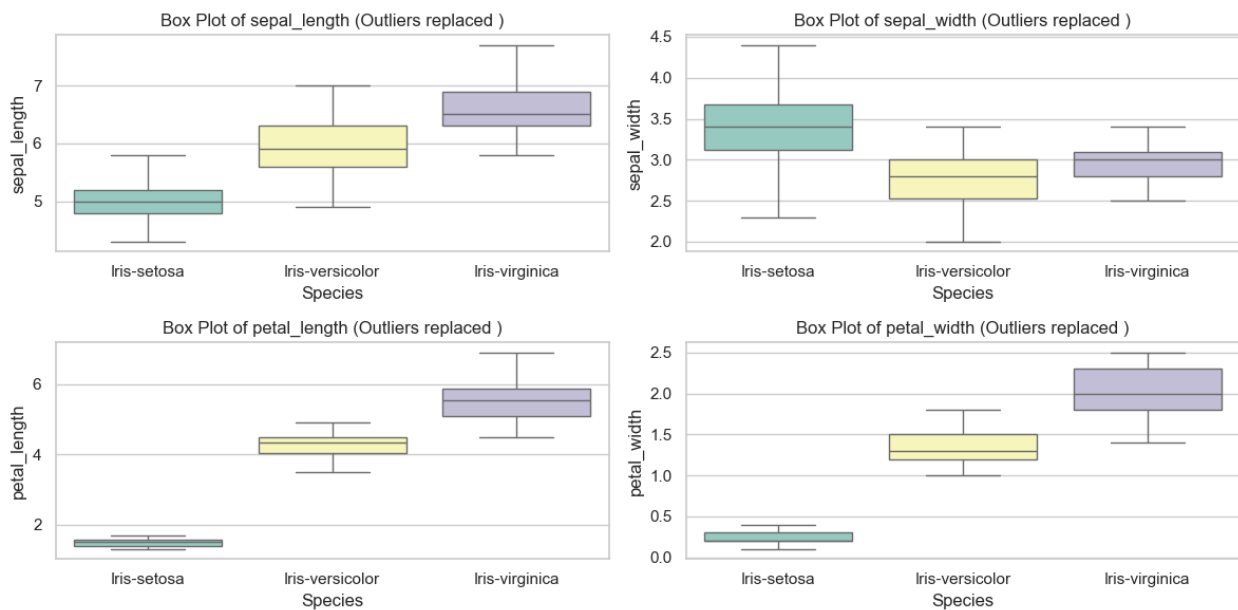 Box Plot of sepal_length (Outliers replaced )
sepal_length
7
6
5
Iris-setosa Iris-versicolor Iris-virginica
Species
Box Plot of sepal_width (Outliers replaced )
sepal_width
4.5
4.0
3.5
3.0
2.5
2.0
Iris-setosa Iris-versicolor Iris-virginica
Species
Box Plot of petal_length (Outliers replaced )
petal_length
6
4
2
Iris-setosa Iris-versicolor Iris-virginica
Species
Box Plot of petal_width (Outliers replaced )
petal_width
2.5
2.0
1.5
1.0
0.5
0.0
Iris-setosa Iris-versicolor Iris-virginica
Species